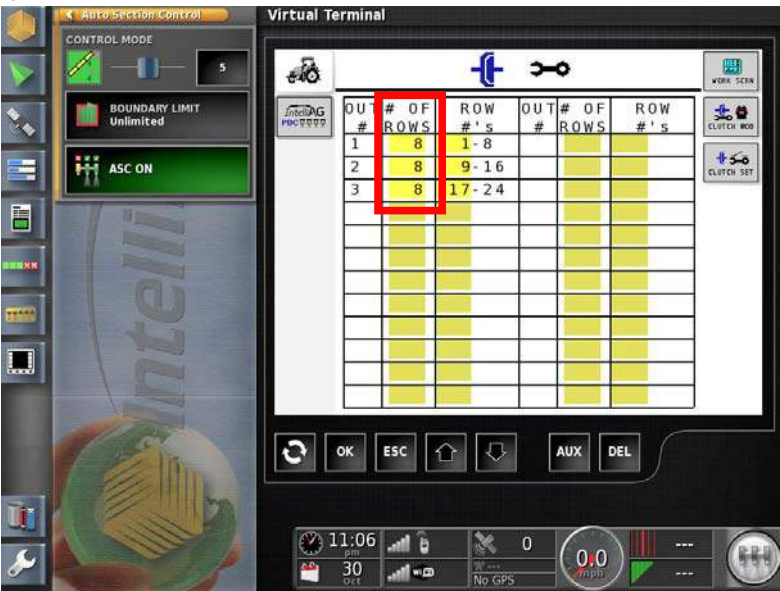 Auto Section Control
CONTROL MODE
5
BOUNDARY LIMIT
Unlimited
ASC ON
Intelli
Virtual Terminal
IntelliAG
PDC
OUT # # OF ROWS ROW #'s OUT # # OF ROWS ROW #'s
1 8 1-8
2 8 9-16
3 8 17-24
WORK SCRN
CLUTCH MOD
CLUTCH SET
OK ESC AUX DEL
11:06
pm
30
Oct
WiFi
0
---
No GPS
0.0
mph
---
---